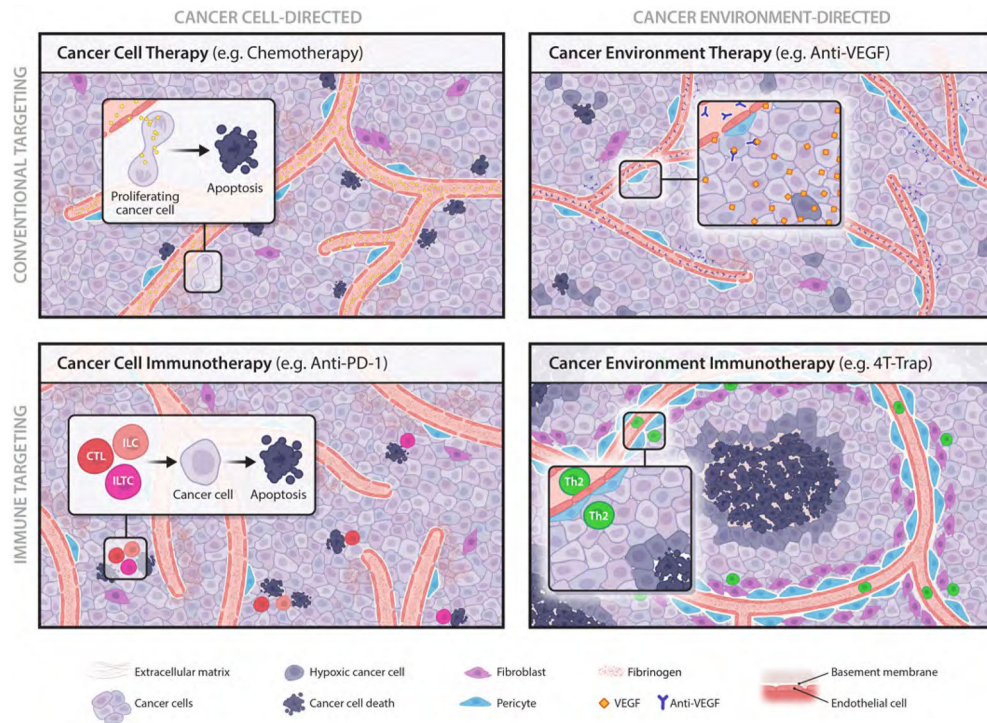 CANCER CELL-DIRECTED
CANCER ENVIRONMENT-DIRECTED
CONVENTIONAL TARGETING
Cancer Cell Therapy (e.g. Chemotherapy)
Proliferating
cancer cell
Apoptosis
Cancer Environment Therapy (e.g. Anti-VEGF)
IMMUNE TARGETING
Cancer Cell Immunotherapy (e.g. Anti-PD-1)
CTL
ILC
ILTC
Cancer cell
Apoptosis
Cancer Environment Immunotherapy (e.g. 4T-Trap)
Th2
Th2
Extracellular matrix
Hypoxic cancer cell
Fibroblast
Fibrinogen
Basement membrane
Cancer cells
Cancer cell death
Pericyte
VEGF
Anti-VEGF
Endothelial cell